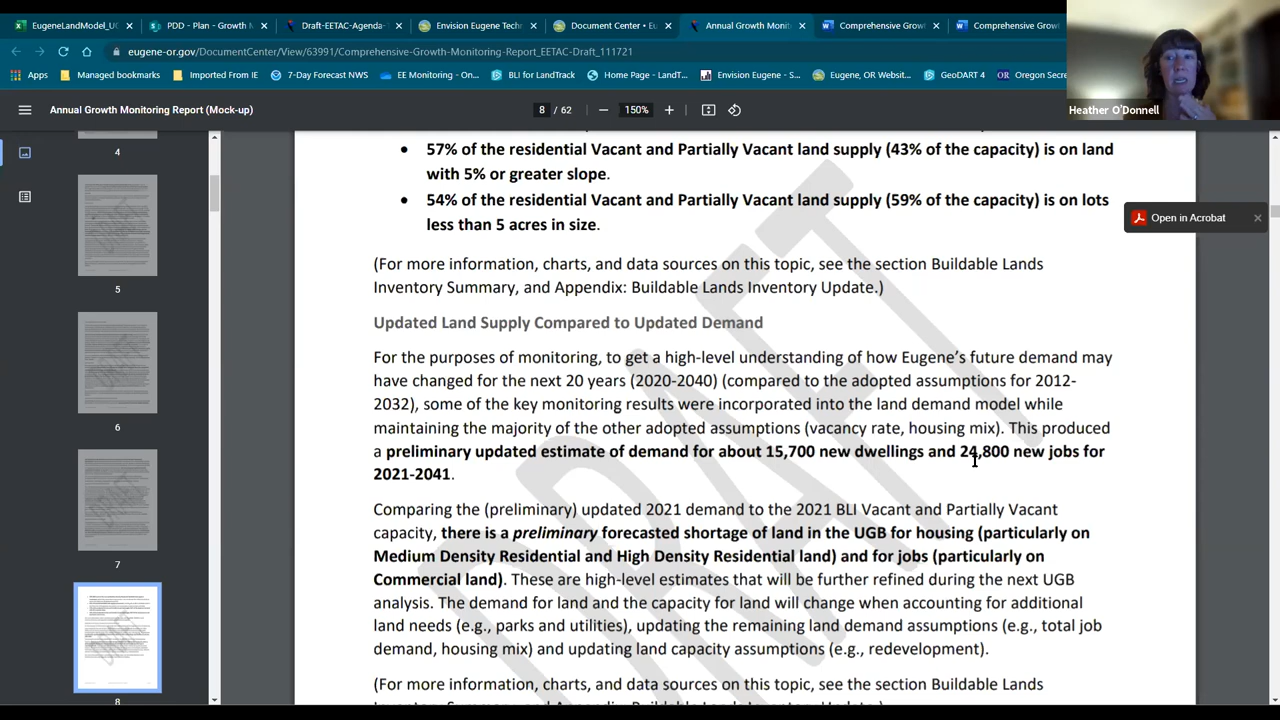 EugeneLandModel_UG
PDD - Plan - Growth M
Draft-EETAC-Agenda-
Envision Eugene Tech
Document Center • Eu
Annual Growth Monito
Comprehensive Growt
Comprehensive Grow
eugene-or.gov/DocumentCenter/View/63991/Comprehensive-Growth-Monitoring-Report_EETAC-Draft_111721
Apps
Managed bookmarks
Imported From IE
7-Day Forecast NWS
EE Monitoring - On...
BLI for LandTrack
Home Page - LandT...
Envision Eugene - S...
Eugene, OR Websit...
GeoDART 4
Oregon Secre
Heather O'Donnell
Annual Growth Monitoring Report (Mock-up)
8 / 62
150%
4
5
6
7
8
Open in Acrobat
• 57% of the residential Vacant and Partially Vacant land supply (43% of the capacity) is on land
with 5% or greater slope.
• 54% of the residential Vacant and Partially Vacant land supply (59% of the capacity) is on lots
less than 5 acres in size.
(For more information, charts, and data sources on this topic, see the section Buildable Lands
Inventory Summary, and Appendix: Buildable Lands Inventory Update.)
Updated Land Supply Compared to Updated Demand
For the purposes of monitoring, to get a high-level understanding of how Eugene's future demand may
have changed for the next 20 years (2020-2040) (compared to the adopted assumptions for 2012-
2032), some of the key monitoring results were incorporated into the land demand model while
maintaining the majority of the other adopted assumptions (vacancy rate, housing mix). This produced
a preliminary updated estimate of demand for about 15,700 new dwellings and 24,800 new jobs for
2021-2041.
Comparing the (preliminary) updated 2021 demand to the 2021 BLI Vacant and Partially Vacant
capacity, there is a preliminary forecasted shortage of land in the UGB for housing (particularly on
Medium Density Residential and High Density Residential land) and for jobs (particularly on
Commercial land). These are high-level estimates that will be further refined during the next UGB
analysis. The demand for land and the capacity for land will change when accounting for additional
land needs (e.g., parks and utilities), updating the remaining land demand assumptions (e.g., total job
demand, housing mix) and updating land capacity assumptions (e.g., redevelopment).
(For more information, charts, and data sources on this topic, see the section Buildable Lands
DRAFT